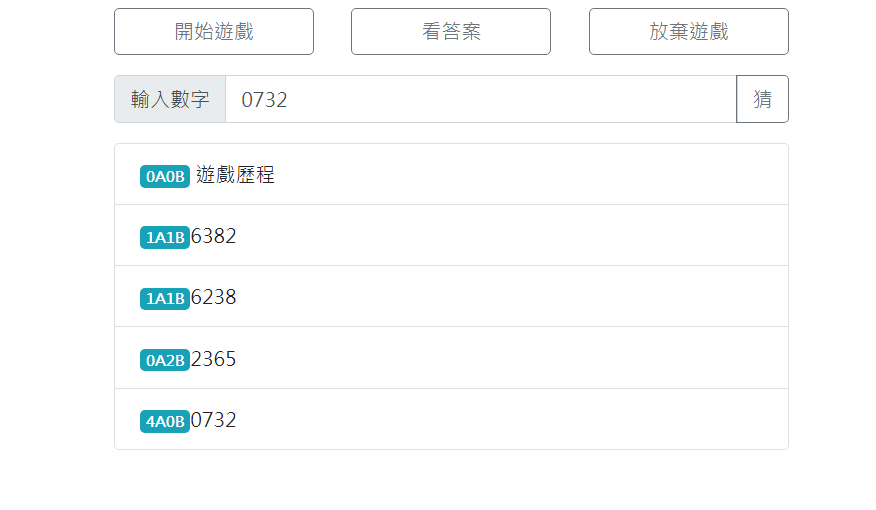 開始遊戲 看答案 放棄遊戲
輸入數字 0732 猜
0A0B 遊戲歷程
1A1B 6382
1A1B 6238
0A2B 2365
4A0B 0732